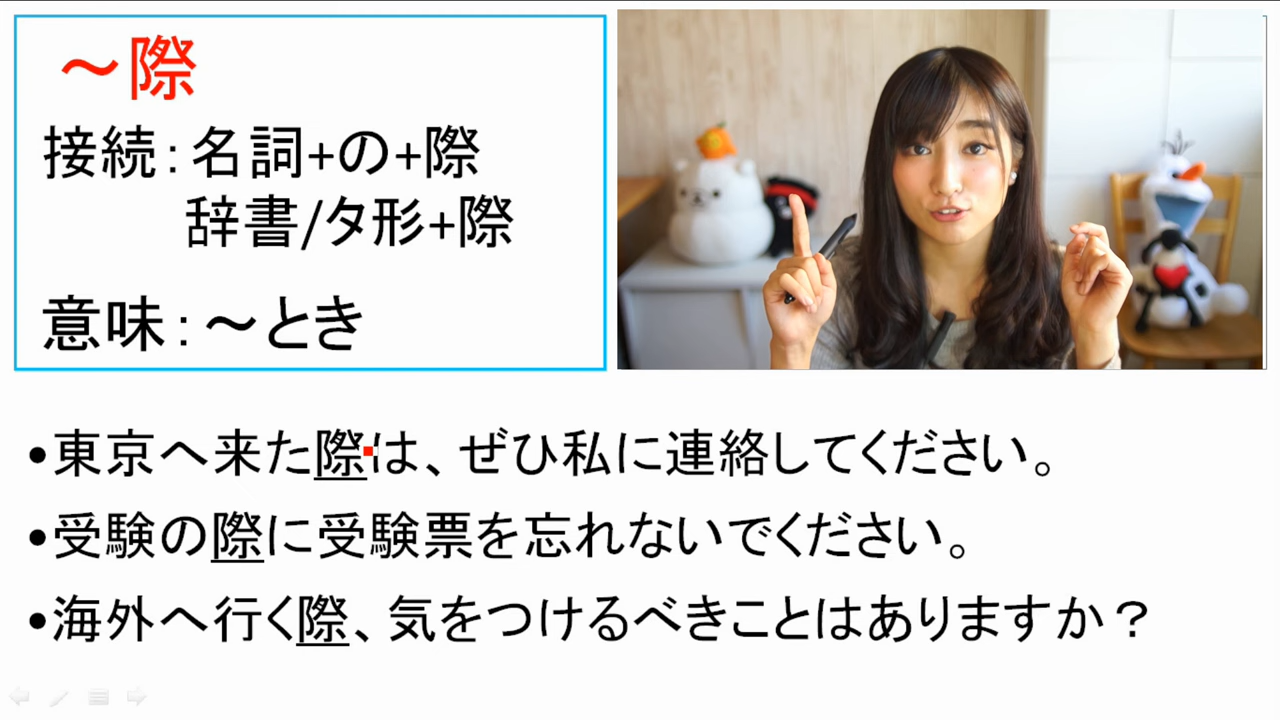 ～際
接続：名詞+の+際
辞書/タ形+際
意味：～とき
•東京へ来た際は、ぜひ私に連絡してください。
•受験の際に受験票を忘れないでください。
•海外へ行く際、気をつけるべきことはありますか？